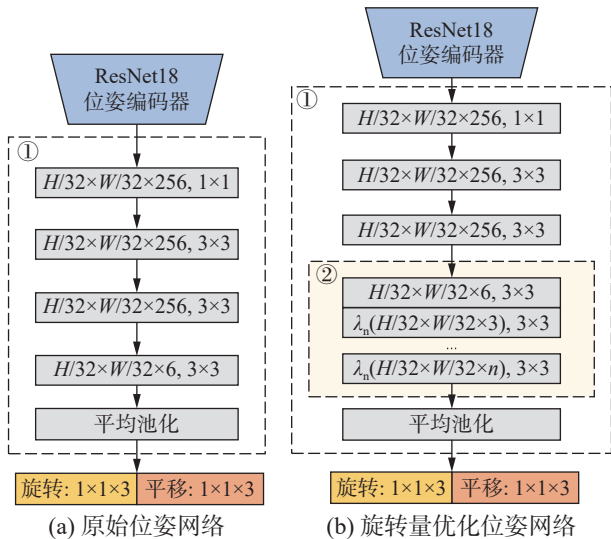 ResNet18
位姿编码器
①
H/32×W/32×256, 1×1
H/32×W/32×256, 3×3
H/32×W/32×256, 3×3
H/32×W/32×6, 3×3
平均池化
旋转: 1×1×3 平移: 1×1×3
(a) 原始位姿网络
ResNet18
位姿编码器
①
H/32×W/32×256, 1×1
H/32×W/32×256, 3×3
H/32×W/32×256, 3×3
②
H/32×W/32×6, 3×3
λn(H/32×W/32×3), 3×3
...
λn(H/32×W/32×n), 3×3
平均池化
旋转: 1×1×3 平移: 1×1×3
(b) 旋转量优化位姿网络